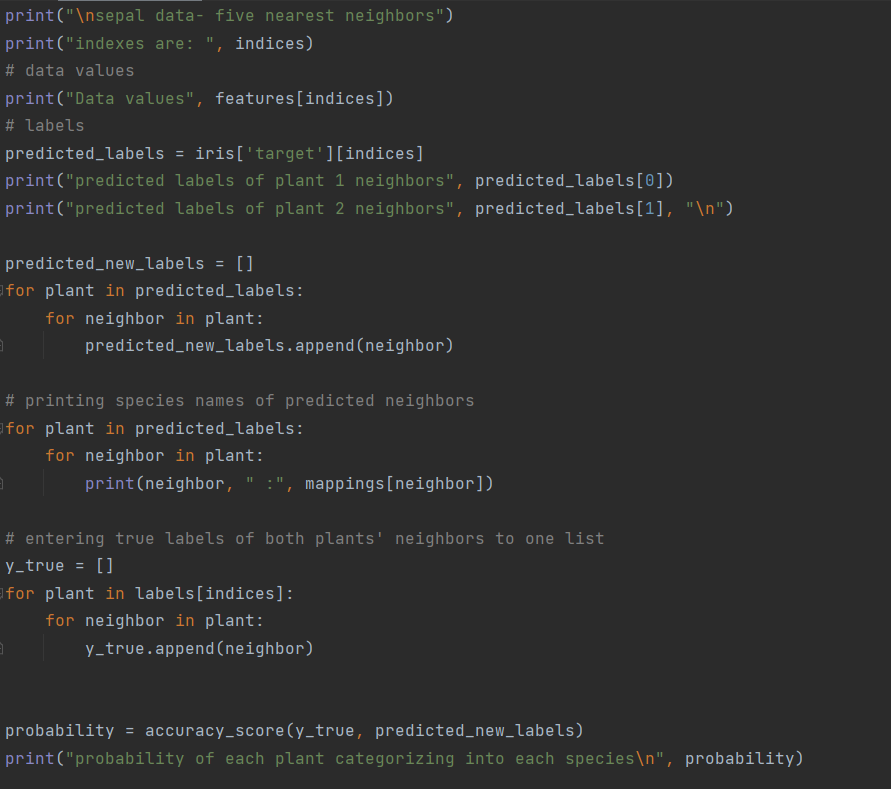 print("\nsepal data- five nearest neighbors")
print("indexes are: ", indices)
# data values
print("Data values", features[indices])
# labels
predicted_labels = iris['target'][indices]
print("predicted labels of plant 1 neighbors", predicted_labels[0])
print("predicted labels of plant 2 neighbors", predicted_labels[1], "\n")

predicted_new_labels = []
for plant in predicted_labels:
    for neighbor in plant:
        predicted_new_labels.append(neighbor)

# printing species names of predicted neighbors
for plant in predicted_labels:
    for neighbor in plant:
        print(neighbor, " :", mappings[neighbor])

# entering true labels of both plants' neighbors to one list
y_true = []
for plant in labels[indices]:
    for neighbor in plant:
        y_true.append(neighbor)


probability = accuracy_score(y_true, predicted_new_labels)
print("probability of each plant categorizing into each species\n", probability)